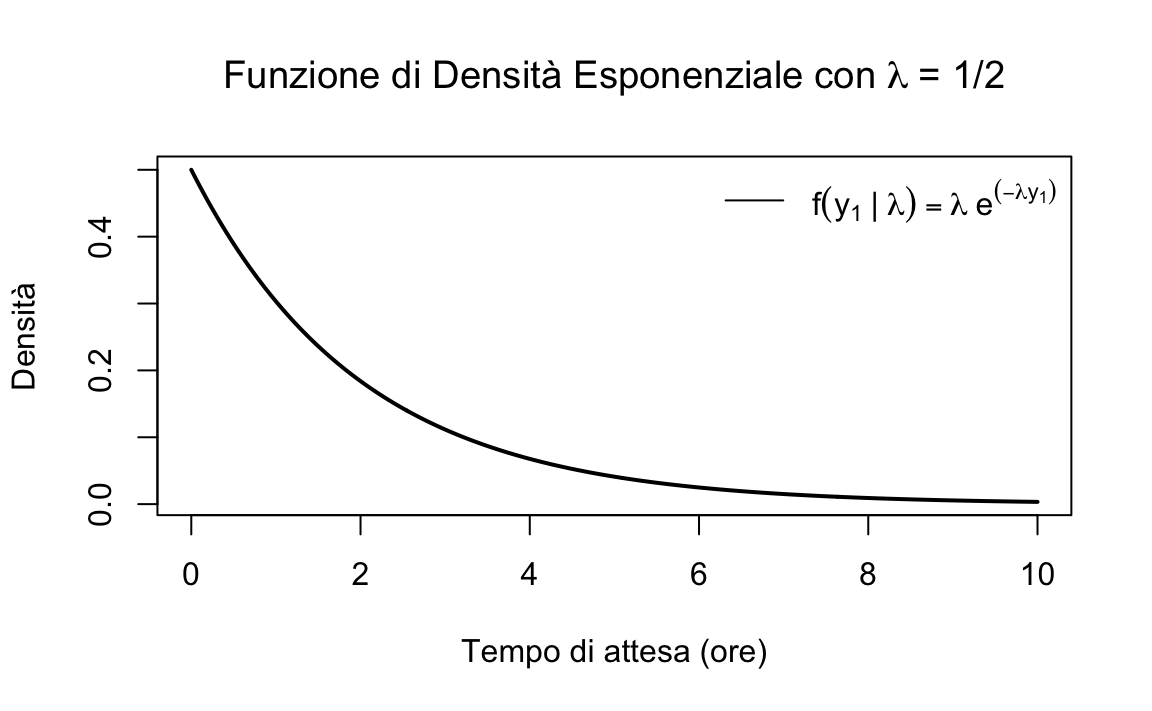 Funzione di Densità Esponenziale con λ = 1/2
f(y₁ | λ) = λ e^(−λy₁)
Densità
0.4
0.2
0.0
0 2 4 6 8 10
Tempo di attesa (ore)